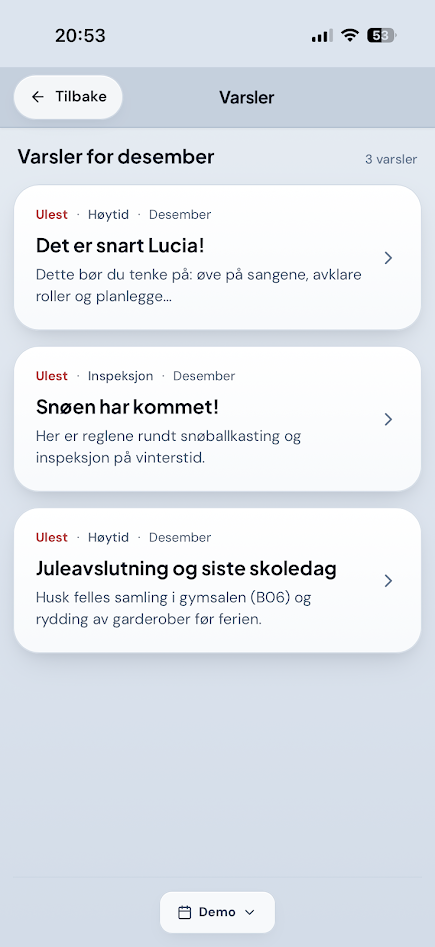 20:53
53
Tilbake
Varsler
Varsler for desember
3 varsler
Ulest · Høytid · Desember
Det er snart Lucia!
Dette bør du tenke på: øve på sangene, avklare
roller og planlegge...
Ulest · Inspeksjon · Desember
Snøen har kommet!
Her er reglene rundt snøballkasting og
inspeksjon på vinterstid.
Ulest · Høytid · Desember
Juleavslutning og siste skoledag
Husk felles samling i gymsalen (B06) og
rydding av garderober før ferien.
Demo